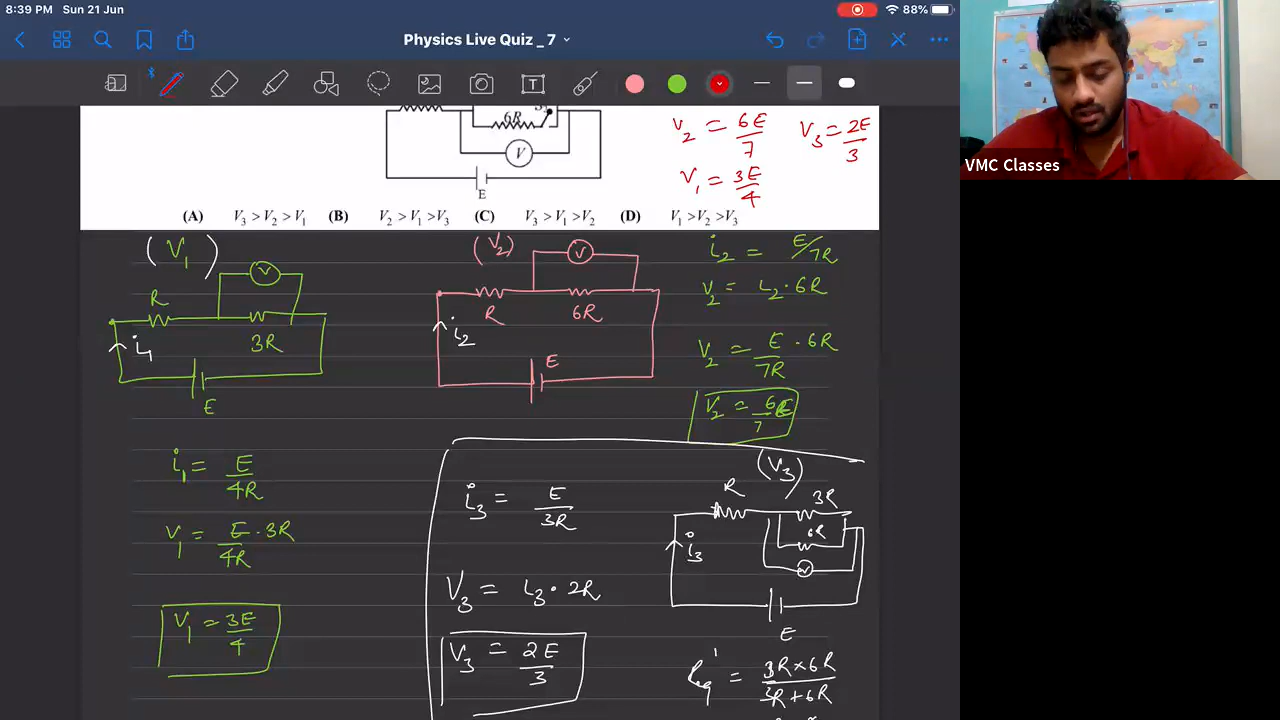 8:39 PM Sun 21 Jun
88%
Physics Live Quiz _ 7
T
VMC Classes
6R
V
E
V₂ = 6E/7
V₃ = 2E/3
V₁ = 3E/4
(A) V₃ > V₂ > V₁ (B) V₂ > V₁ > V₃ (C) V₃ > V₁ > V₂ (D) V₁ > V₂ > V₃
(V₁)
V
R
3R
i₁
E
i₁ = E/4R
V₁ = E/4R · 3R
V₁ = 3E/4
(V₂)
V
R
6R
i₂
E
i₂ = E/7R
V₂ = i₂ · 6R
V₂ = E/7R · 6R
V₂ = 6E/7
(V₃)
R
3R
6R
V
i₃
E
i₃ = E/3R
V₃ = i₃ · 2R
V₃ = 2E/3
Req' = 3R×6R/3R+6R